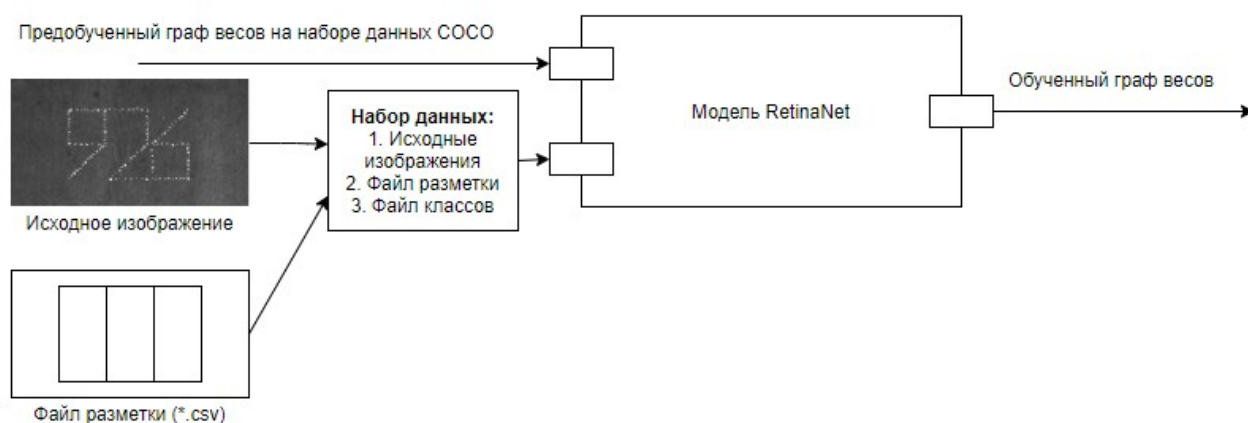 Предобученный граф весов на наборе данных COCO
926
Исходное изображение
Набор данных:
1. Исходные
изображения
2. Файл разметки
3. Файл классов
Модель RetinaNet
Обученный граф весов
Файл разметки (*.csv)